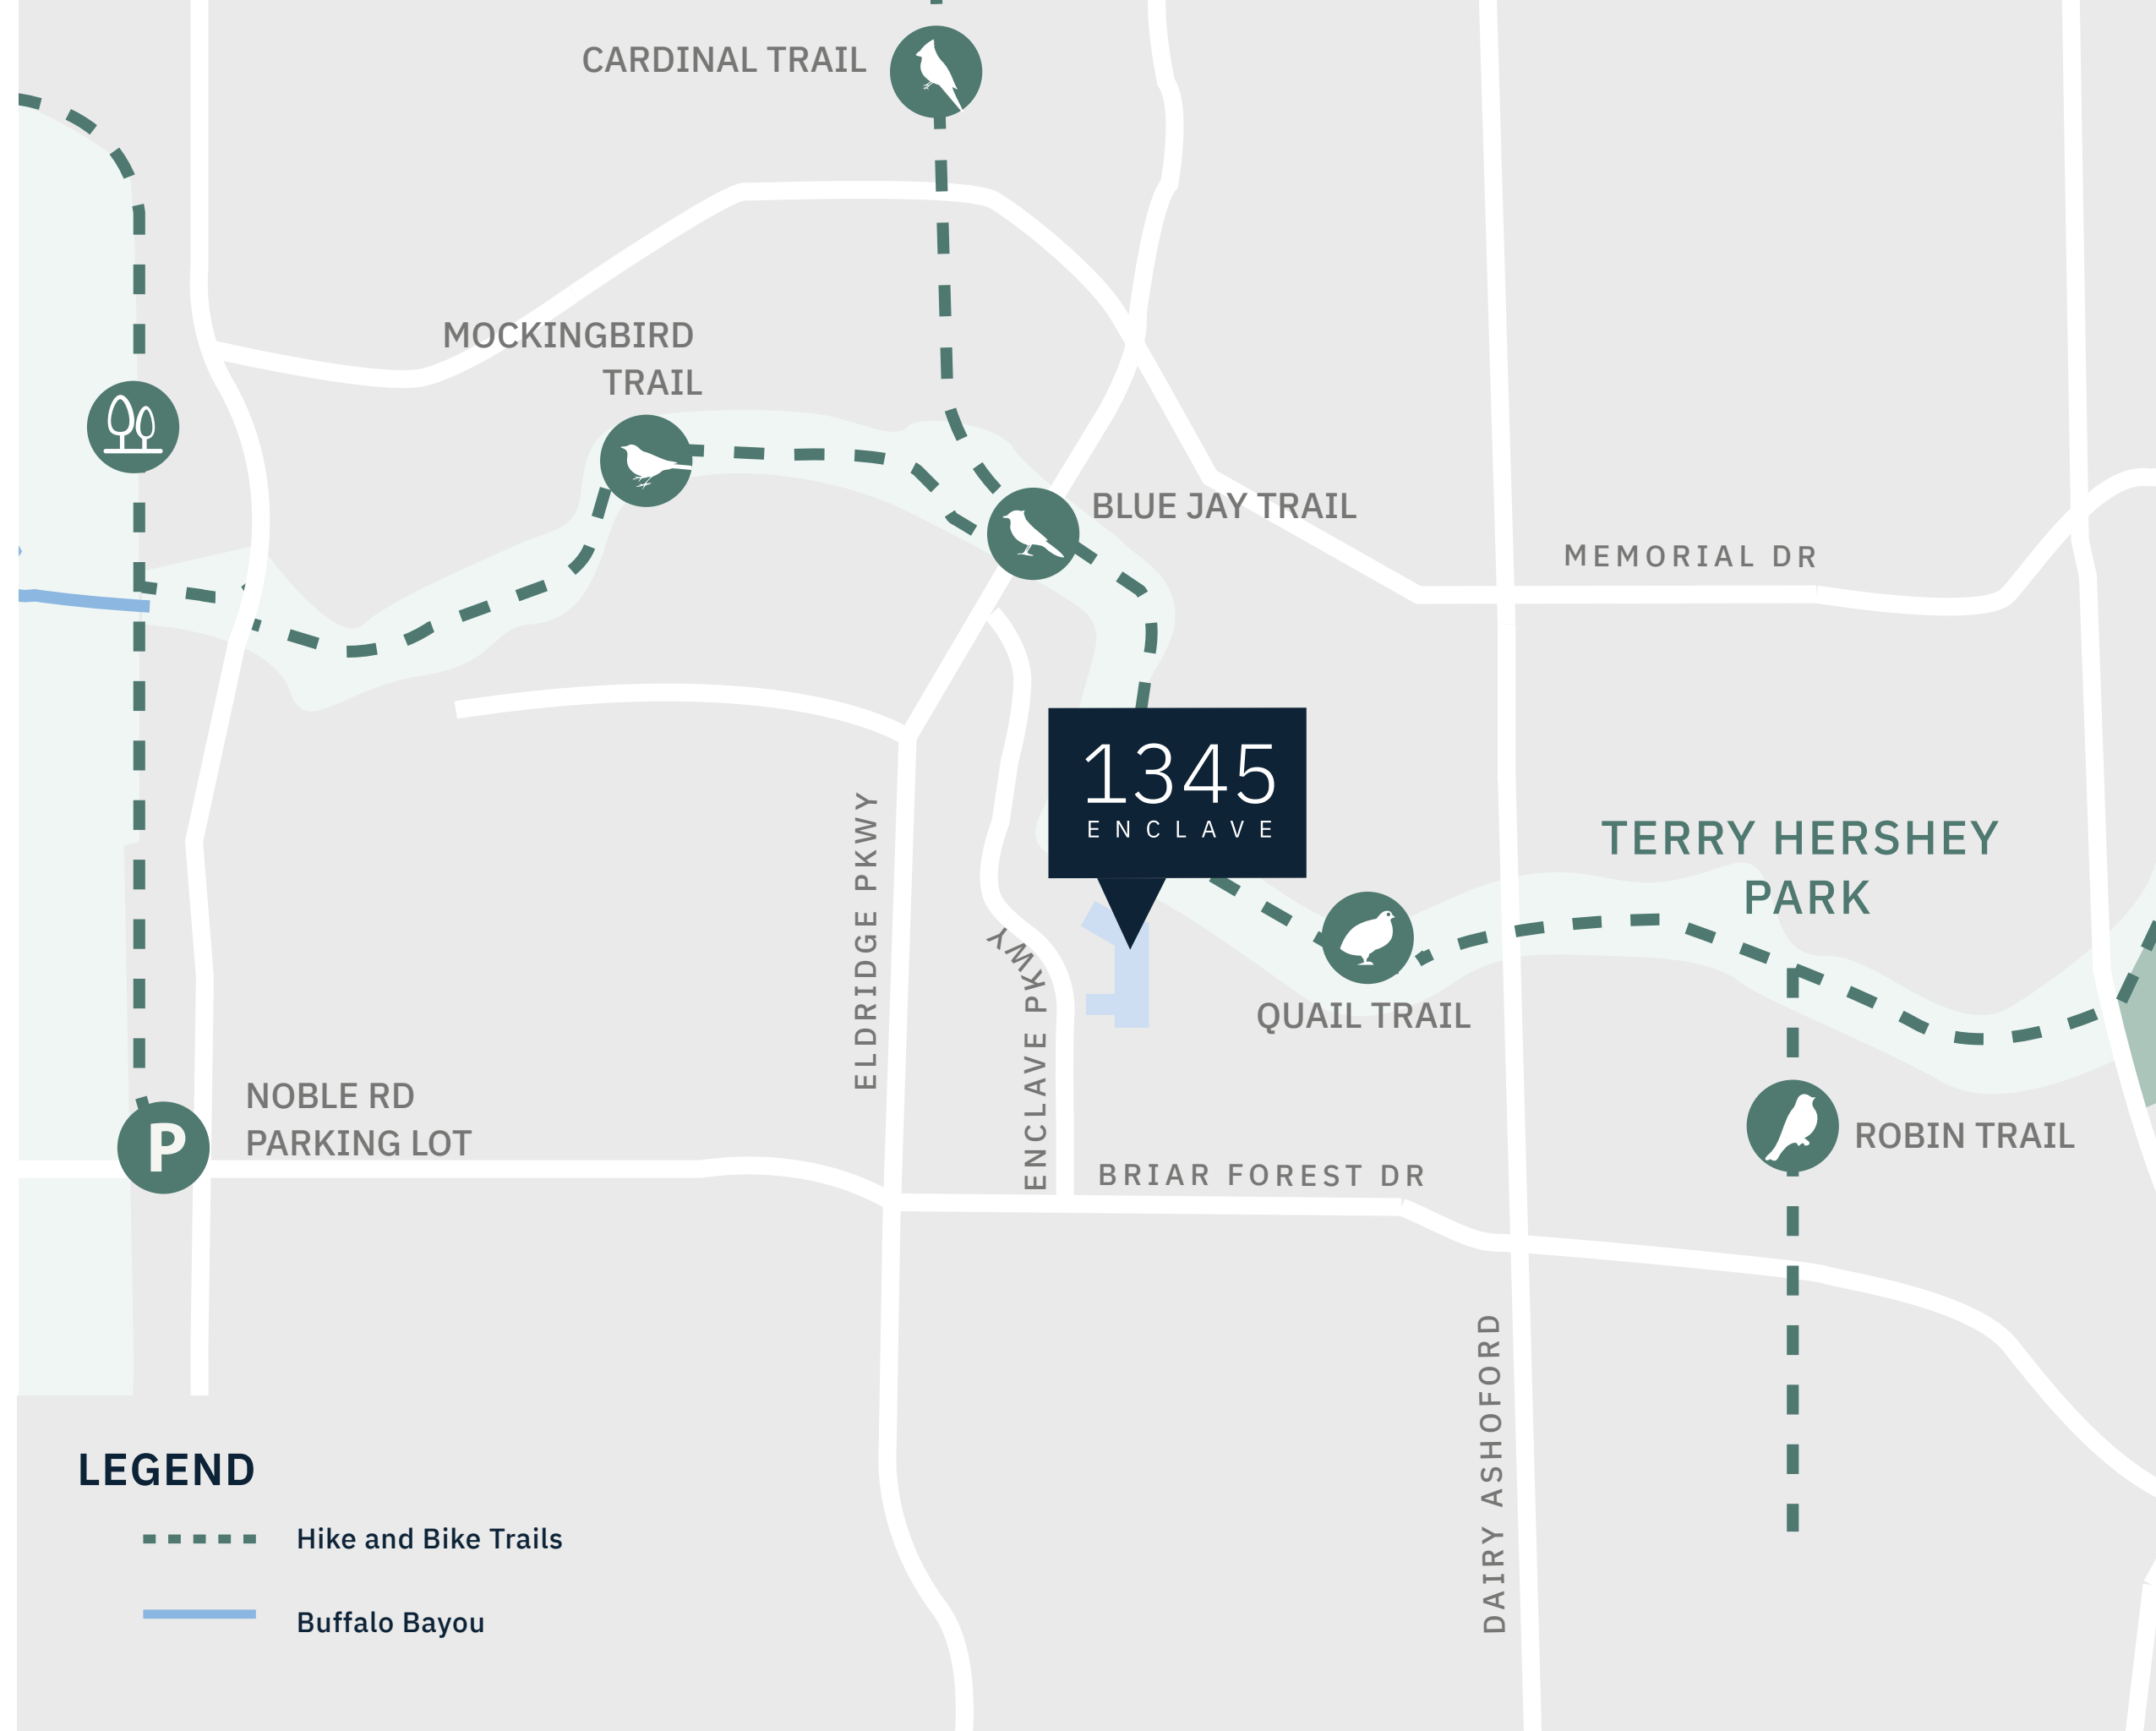 CARDINAL TRAIL
MOCKINGBIRD
TRAIL
BLUE JAY TRAIL
MEMORIAL DR
1345
ENCLAVE
TERRY HERSHEY
PARK
ELDRIDGE PKWY
ENCLAVE PKWY
QUAIL TRAIL
NOBLE RD
PARKING LOT
P
BRIAR FOREST DR
ROBIN TRAIL
DAIRY ASHOFORD
LEGEND
Hike and Bike Trails
Buffalo Bayou